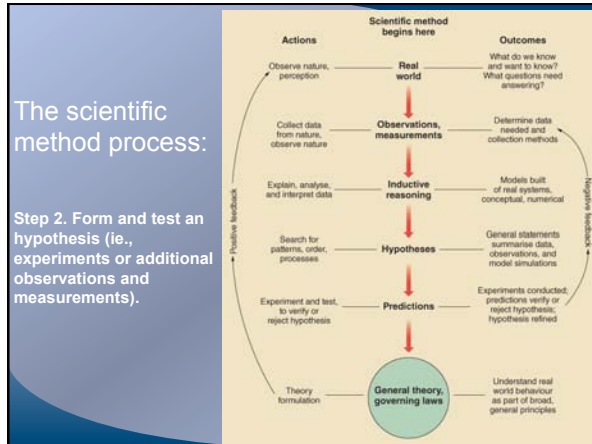 The scientific
method process:
Step 2. Form and test an
hypothesis (ie.,
experiments or additional
observations and
measurements).
Scientific method
begins here
Actions
Outcomes
Observe nature,
perception
Real
world
What do we know
and want to know?
What questions need
answering?
Collect data
from nature,
observe nature
Observations,
measurements
Determine data
needed and
collection methods
Explain, analyse,
and interpret data
Inductive
reasoning
Models built
of real systems,
conceptual, numerical
Search for
patterns, order,
processes
Hypotheses
General statements
summarise data,
observations, and
model simulations
Experiment and test,
to verify or
reject hypothesis
Predictions
Experiments conducted;
predictions verify or
reject hypothesis;
hypothesis refined
Theory
formulation
General theory,
governing laws
Understand real
world behaviour
as part of broad,
general principles
Positive feedback
Negative feedback